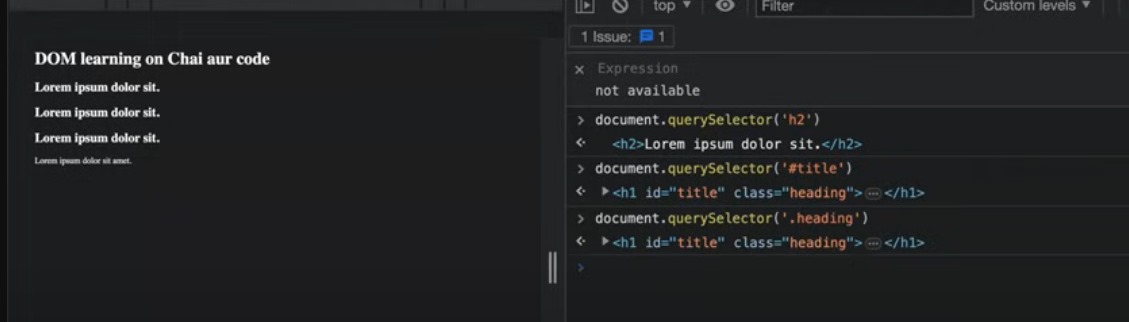 DOM learning on Chai aur code
Lorem ipsum dolor sit.
Lorem ipsum dolor sit.
Lorem ipsum dolor sit.
Lorem ipsum dolor sit amet.
top ▼ Filter Custom levels ▼
1 Issue: 1
× Expression
not available
> document.querySelector('h2')
<h2>Lorem ipsum dolor sit.</h2>
> document.querySelector('#title')
▶<h1 id="title" class="heading">…</h1>
> document.querySelector('.heading')
▶<h1 id="title" class="heading">…</h1>
>